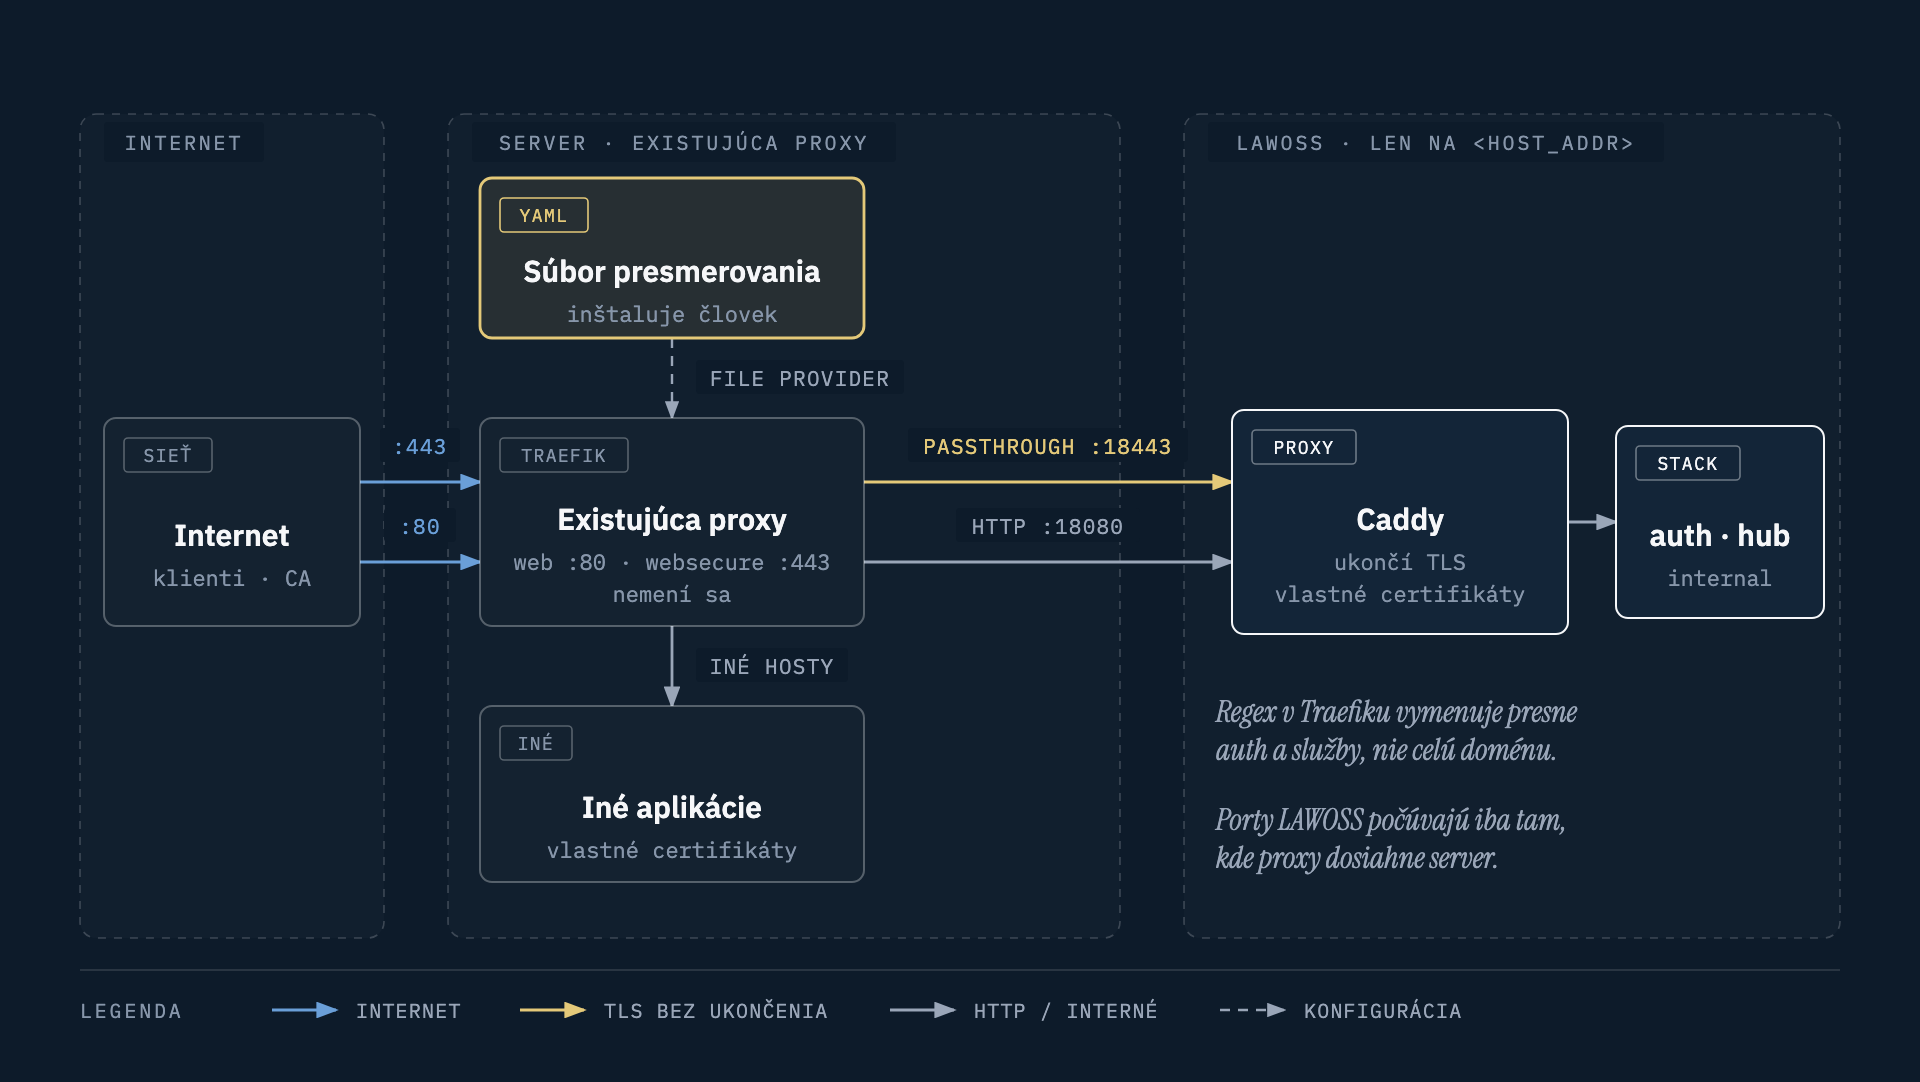 INTERNET
SERVER · EXISTUJÚCA PROXY
LAWOSS · LEN NA <HOST_ADDR>
YAML
Súbor presmerovania
inštaluje človek
FILE PROVIDER
SIEŤ
Internet
klienti · CA
:443
:80
TRAEFIK
Existujúca proxy
web :80 · websecure :443
nemení sa
PASSTHROUGH :18443
HTTP :18080
PROXY
Caddy
ukončí TLS
vlastné certifikáty
STACK
auth · hub
internal
INÉ HOSTY
INÉ
Iné aplikácie
vlastné certifikáty
Regex v Traefiku vymenuje presne
auth a služby, nie celú doménu.
Porty LAWOSS počúvajú iba tam,
kde proxy dosiahne server.
LEGENDA
INTERNET
TLS BEZ UKONČENIA
HTTP / INTERNÉ
KONFIGURÁCIA